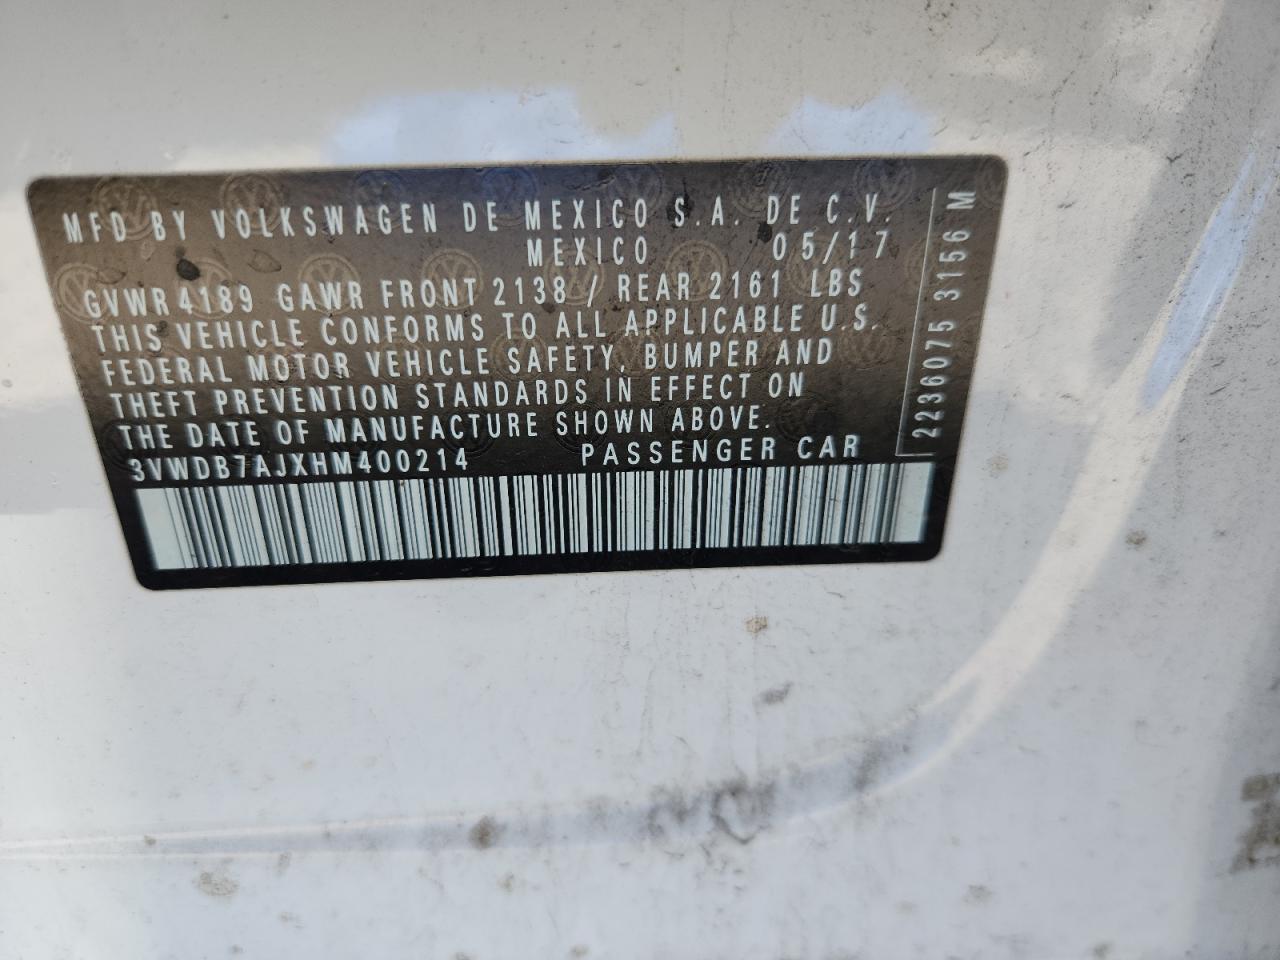 MFD BY VOLKSWAGEN DE MEXICO S.A. DE C.V.
MEXICO 05/17
GVWR 4189 GAWR FRONT 2138 / REAR 2161 LBS
THIS VEHICLE CONFORMS TO ALL APPLICABLE U.S.
FEDERAL MOTOR VEHICLE SAFETY, BUMPER AND
THEFT PREVENTION STANDARDS IN EFFECT ON
THE DATE OF MANUFACTURE SHOWN ABOVE.
3VWDB7AJXHM400214 PASSENGER CAR
2236075 3156 M